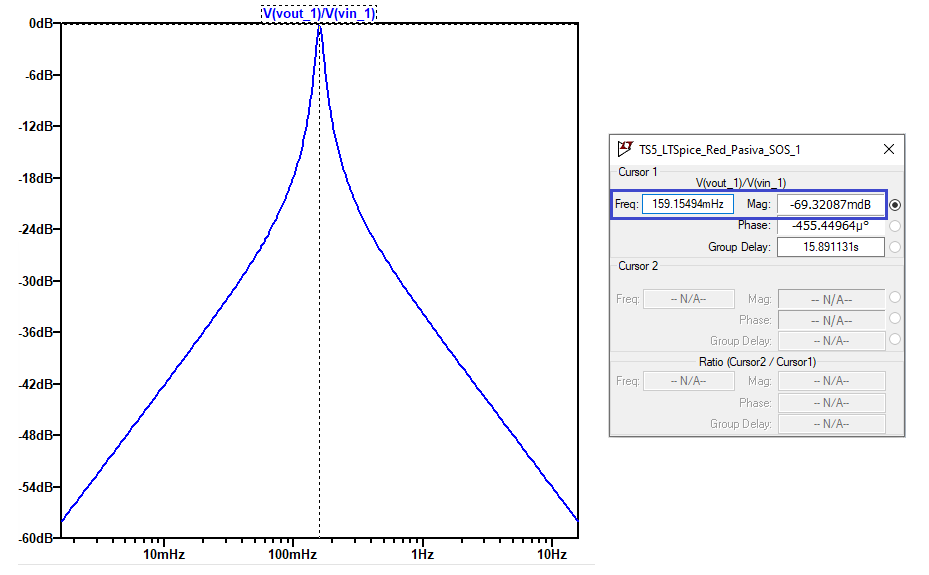 V(vout_1)/V(vin_1)
0dB
-6dB
-12dB
-18dB
-24dB
-30dB
-36dB
-42dB
-48dB
-54dB
-60dB
10mHz 100mHz 1Hz 10Hz
TS5_LTSpice_Red_Pasiva_SOS_1
Cursor 1
V(vout_1)/V(vin_1)
Freq: 159.15494mHz Mag: -69.32087mdB
Phase: -455.44964µ°
Group Delay: 15.891131s
Cursor 2
Freq: -- N/A-- Mag: -- N/A--
Phase: -- N/A--
Group Delay: -- N/A--
Ratio (Cursor2 / Cursor1)
Freq: -- N/A-- Mag: -- N/A--
Phase: -- N/A--
Group Delay: -- N/A--